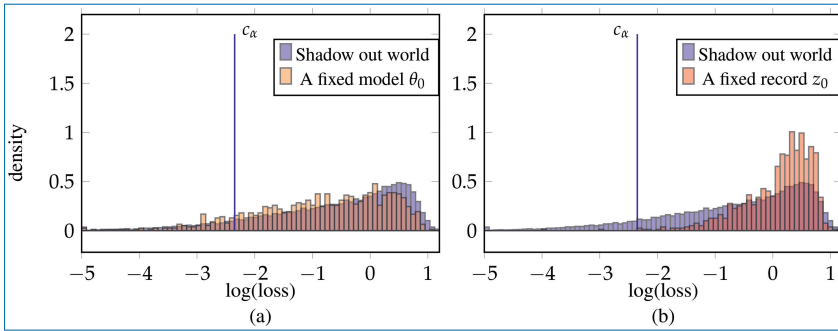 2
1.5
1
0.5
0
density
c_α
Shadow out world
A fixed model θ₀
−5 −4 −3 −2 −1 0 1
log(loss)
(a)
2
1.5
1
0.5
0
c_α
Shadow out world
A fixed record z₀
−5 −4 −3 −2 −1 0 1
log(loss)
(b)